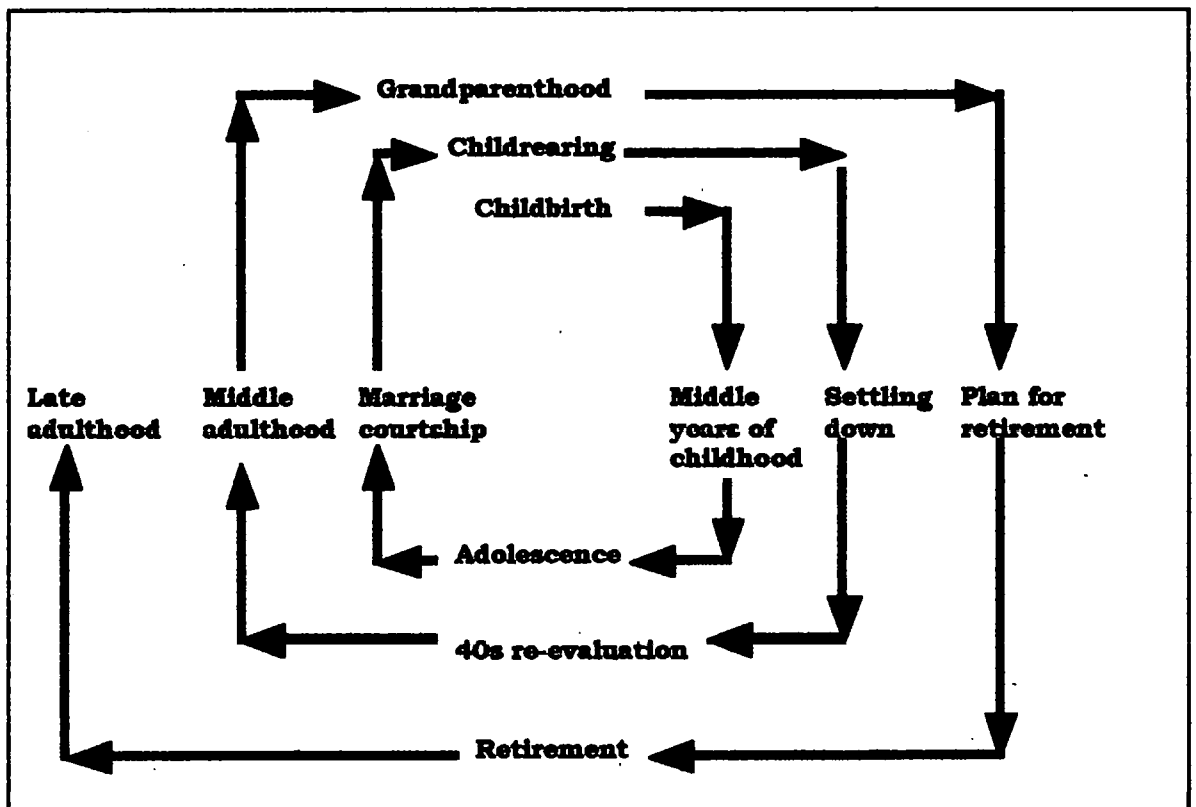 Grandparenthood
Childrearing
Childbirth
Late
adulthood
Middle
adulthood
Marriage
courtship
Middle
years of
childhood
Settling
down
Plan for
retirement
Adolescence
40s re-evaluation
Retirement